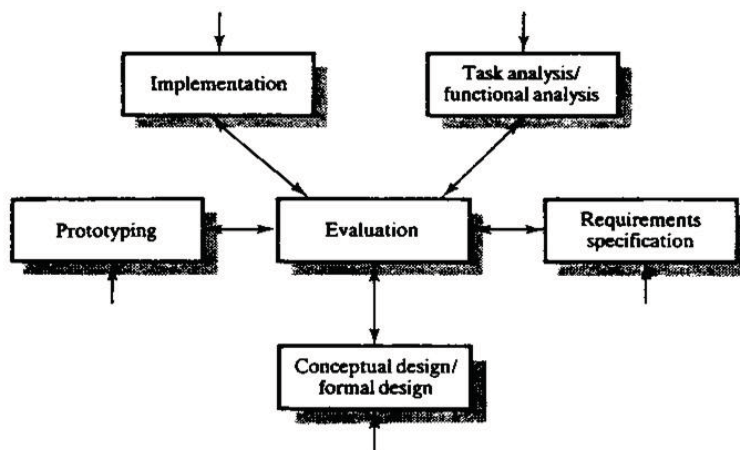 Implementation
Task analysis/
functional analysis
Prototyping
Evaluation
Requirements
specification
Conceptual design/
formal design